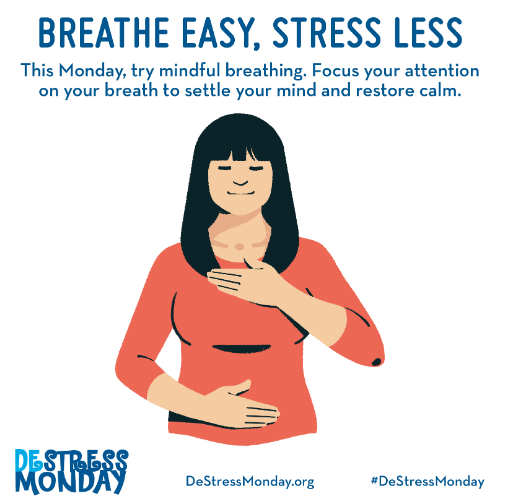 BREATHE EASY, STRESS LESS
This Monday, try mindful breathing. Focus your attention
on your breath to settle your mind and restore calm.
DESTRESS
MONDAY
DeStressMonday.org
#DeStressMonday